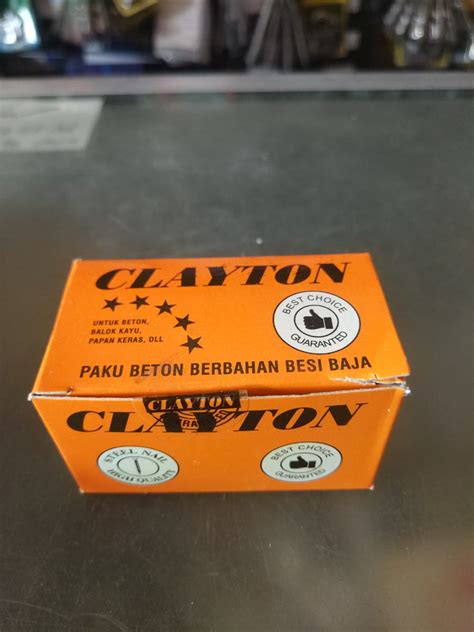 CLAYTON
UNTUK BETON,
BALOK KAYU,
PAPAN KERAS, DLL
BEST CHOICE
GUARANTED
PAKU BETON BERBAHAN BESI BAJA
CLAYTON
CLAYTON
STEEL NAIL
HIGH QUALITY
BEST CHOICE
GUARANTED